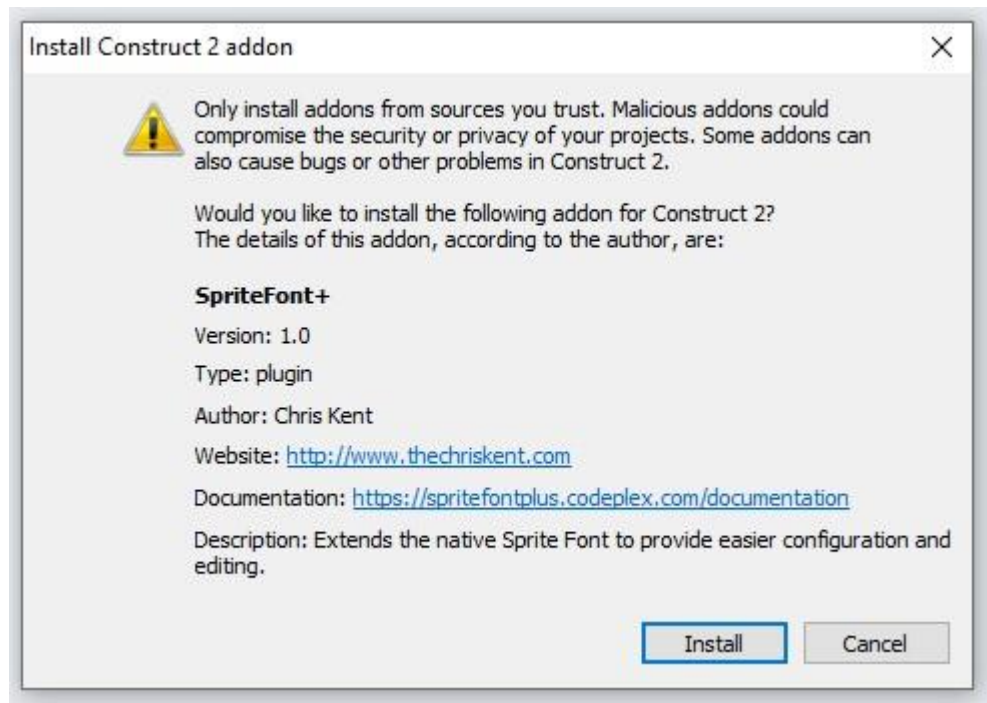 Install Construct 2 addon
Only install addons from sources you trust. Malicious addons could
compromise the security or privacy of your projects. Some addons can
also cause bugs or other problems in Construct 2.
Would you like to install the following addon for Construct 2?
The details of this addon, according to the author, are:
SpriteFont+
Version: 1.0
Type: plugin
Author: Chris Kent
Website: http://www.thechriskent.com
Documentation: https://spritefontplus.codeplex.com/documentation
Description: Extends the native Sprite Font to provide easier configuration and
editing.
Install Cancel